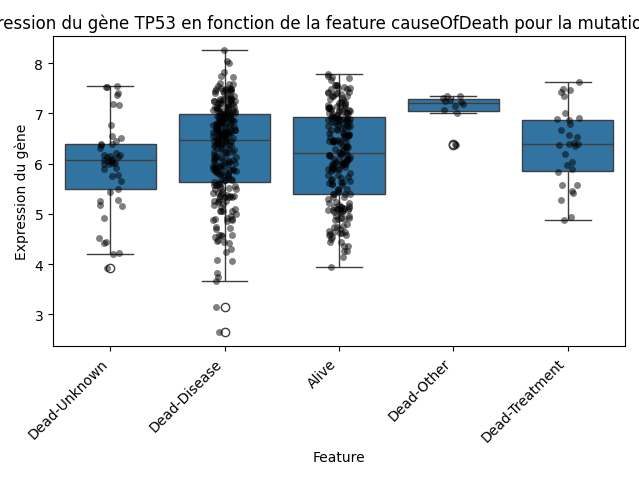 ression du gène TP53 en fonction de la feature causeOfDeath pour la mutatio
8
7
6
5
4
3
Expression du gène
Dead-Unknown
Dead-Disease
Alive
Dead-Other
Dead-Treatment
Feature